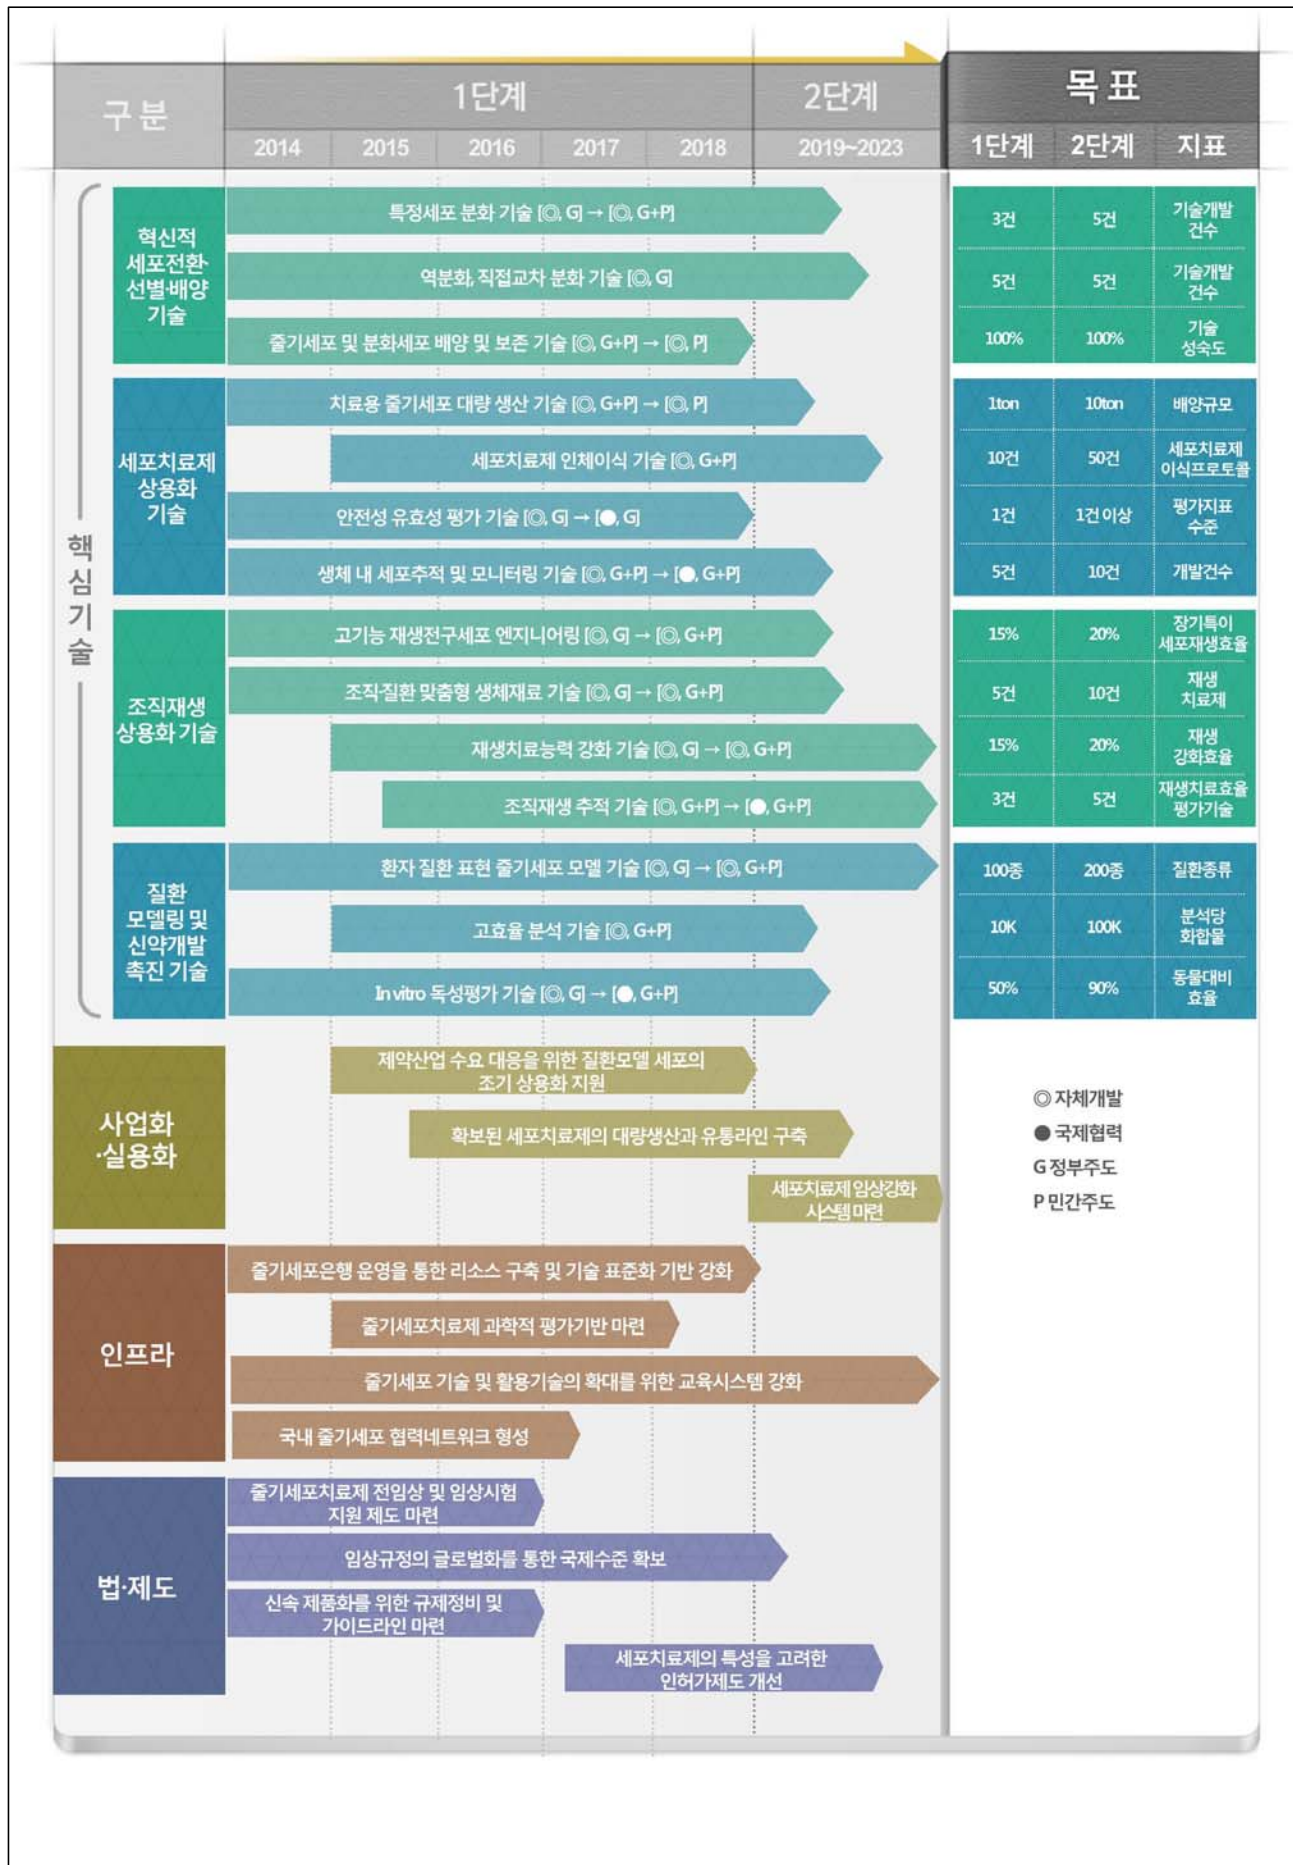 구 분
1단계
2단계
2014
2015
2016
2017
2018
2019~2023
목 표
1단계
2단계
지표
핵심기술
혁신적
세포전환·
선별·배양
기술
특정세포 분화 기술 [◎, G] → [◎, G+P]
3건
5건
기술개발
건수
역분화, 직접교차 분화 기술 [◎, G]
5건
5건
기술개발
건수
줄기세포 및 분화세포 배양 및 보존 기술 [◎, G+P] → [◎, P]
100%
100%
기술
성숙도
세포치료제
상용화
기술
치료용 줄기세포 대량 생산 기술 [◎, G+P] → [◎, P]
1ton
10ton
배양규모
세포치료제 인체이식 기술 [◎, G+P]
10건
50건
세포치료제
이식프로토콜
안전성 유효성 평가 기술 [◎, G] → [●, G]
1건
1건 이상
평가지표
수준
생체 내 세포추적 및 모니터링 기술 [◎, G+P] → [●, G+P]
5건
10건
개발건수
조직재생
상용화 기술
고기능 재생전구세포 엔지니어링 [◎, G] → [◎, G+P]
15%
20%
장기특이
세포재생효율
조직·질환 맞춤형 생체재료 기술 [◎, G] → [◎, G+P]
5건
10건
재생
치료제
재생치료능력 강화 기술 [◎, G] → [◎, G+P]
15%
20%
재생
강화효율
조직재생 추적 기술 [◎, G+P] → [●, G+P]
3건
5건
재생치료효율
평가기술
질환
모델링 및
신약개발
촉진 기술
환자 질환 표현 줄기세포 모델 기술 [◎, G] → [◎, G+P]
100종
200종
질환종류
고효율 분석 기술 [◎, G+P]
10K
100K
분석당
화합물
In vitro 독성평가 기술 [◎, G] → [●, G+P]
50%
90%
동물대비
효율
사업화
·실용화
제약산업 수요 대응을 위한 질환모델 세포의
조기 상용화 지원
확보된 세포치료제의 대량생산과 유통라인 구축
세포치료제 임상강화
시스템 마련
◎ 자체개발
● 국제협력
G 정부주도
P 민간주도
인프라
줄기세포은행 운영을 통한 리소스 구축 및 기술 표준화 기반 강화
줄기세포치료제 과학적 평가기반 마련
줄기세포 기술 및 활용기술의 확대를 위한 교육시스템 강화
국내 줄기세포 협력네트워크 형성
법·제도
줄기세포치료제 전임상 및 임상시험
지원 제도 마련
임상규정의 글로벌화를 통한 국제수준 확보
신속 제품화를 위한 규제정비 및
가이드라인 마련
세포치료제의 특성을 고려한
인허가제도 개선